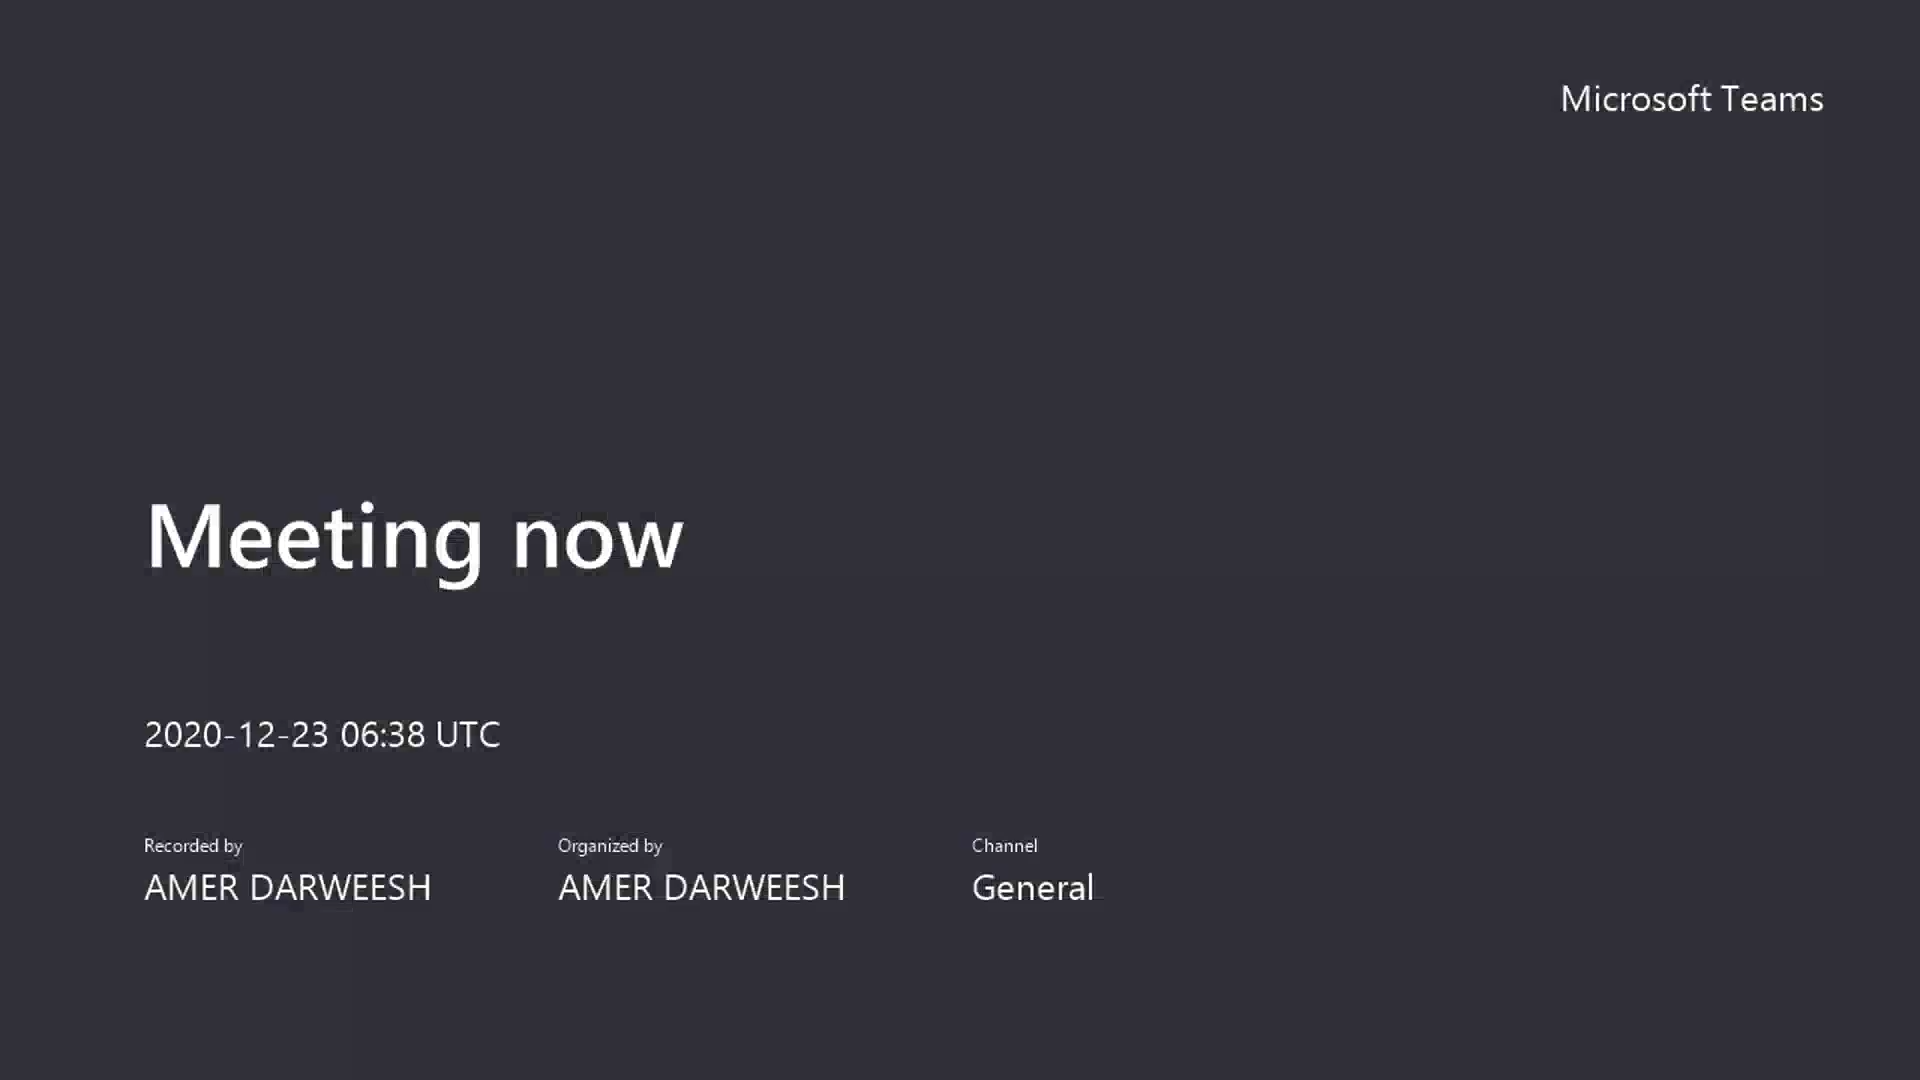 Microsoft Teams
Meeting now
2020-12-23 06:38 UTC
Recorded by
AMER DARWEESH
Organized by
AMER DARWEESH
Channel
General